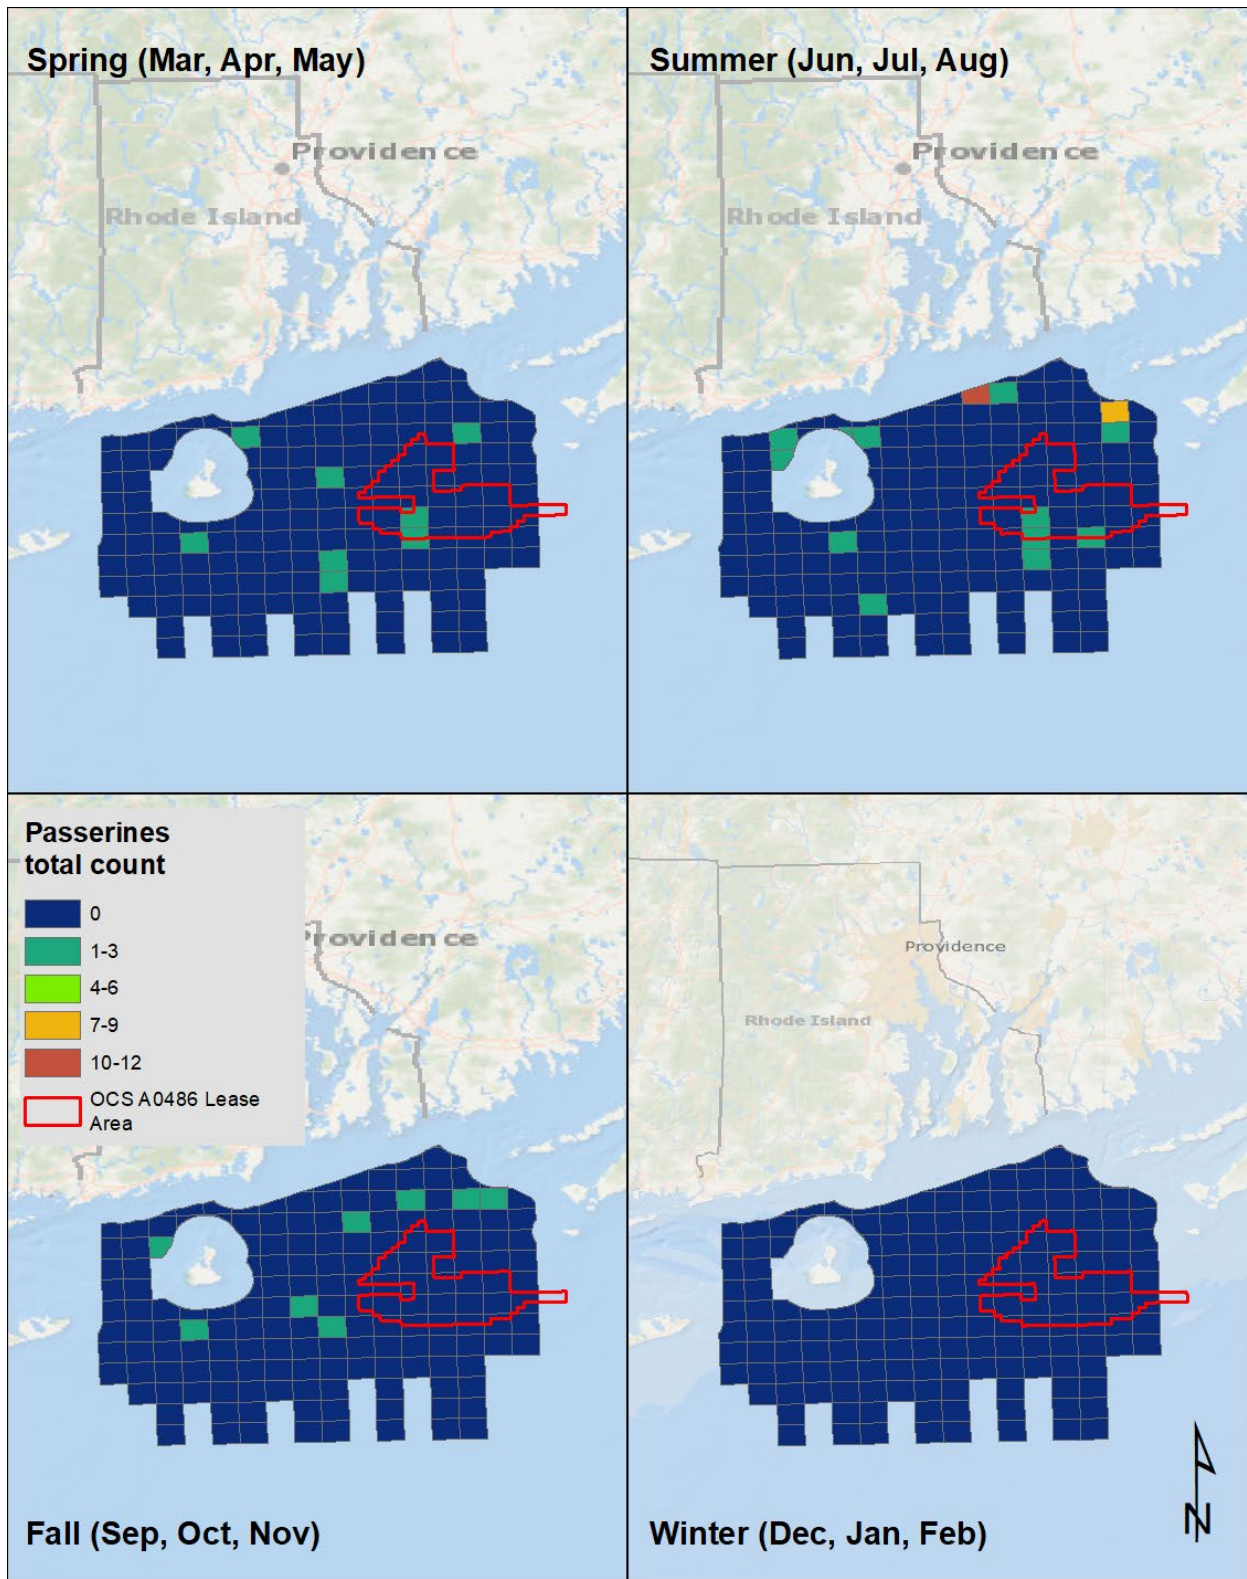 Spring (Mar, Apr, May)
Providence
Rhode Island
Summer (Jun, Jul, Aug)
Providence
Rhode Island
Passerines
total count
0
1-3
4-6
7-9
10-12
OCS A0486 Lease
Area
Providence
Fall (Sep, Oct, Nov)
Providence
Rhode Island
Winter (Dec, Jan, Feb)
N